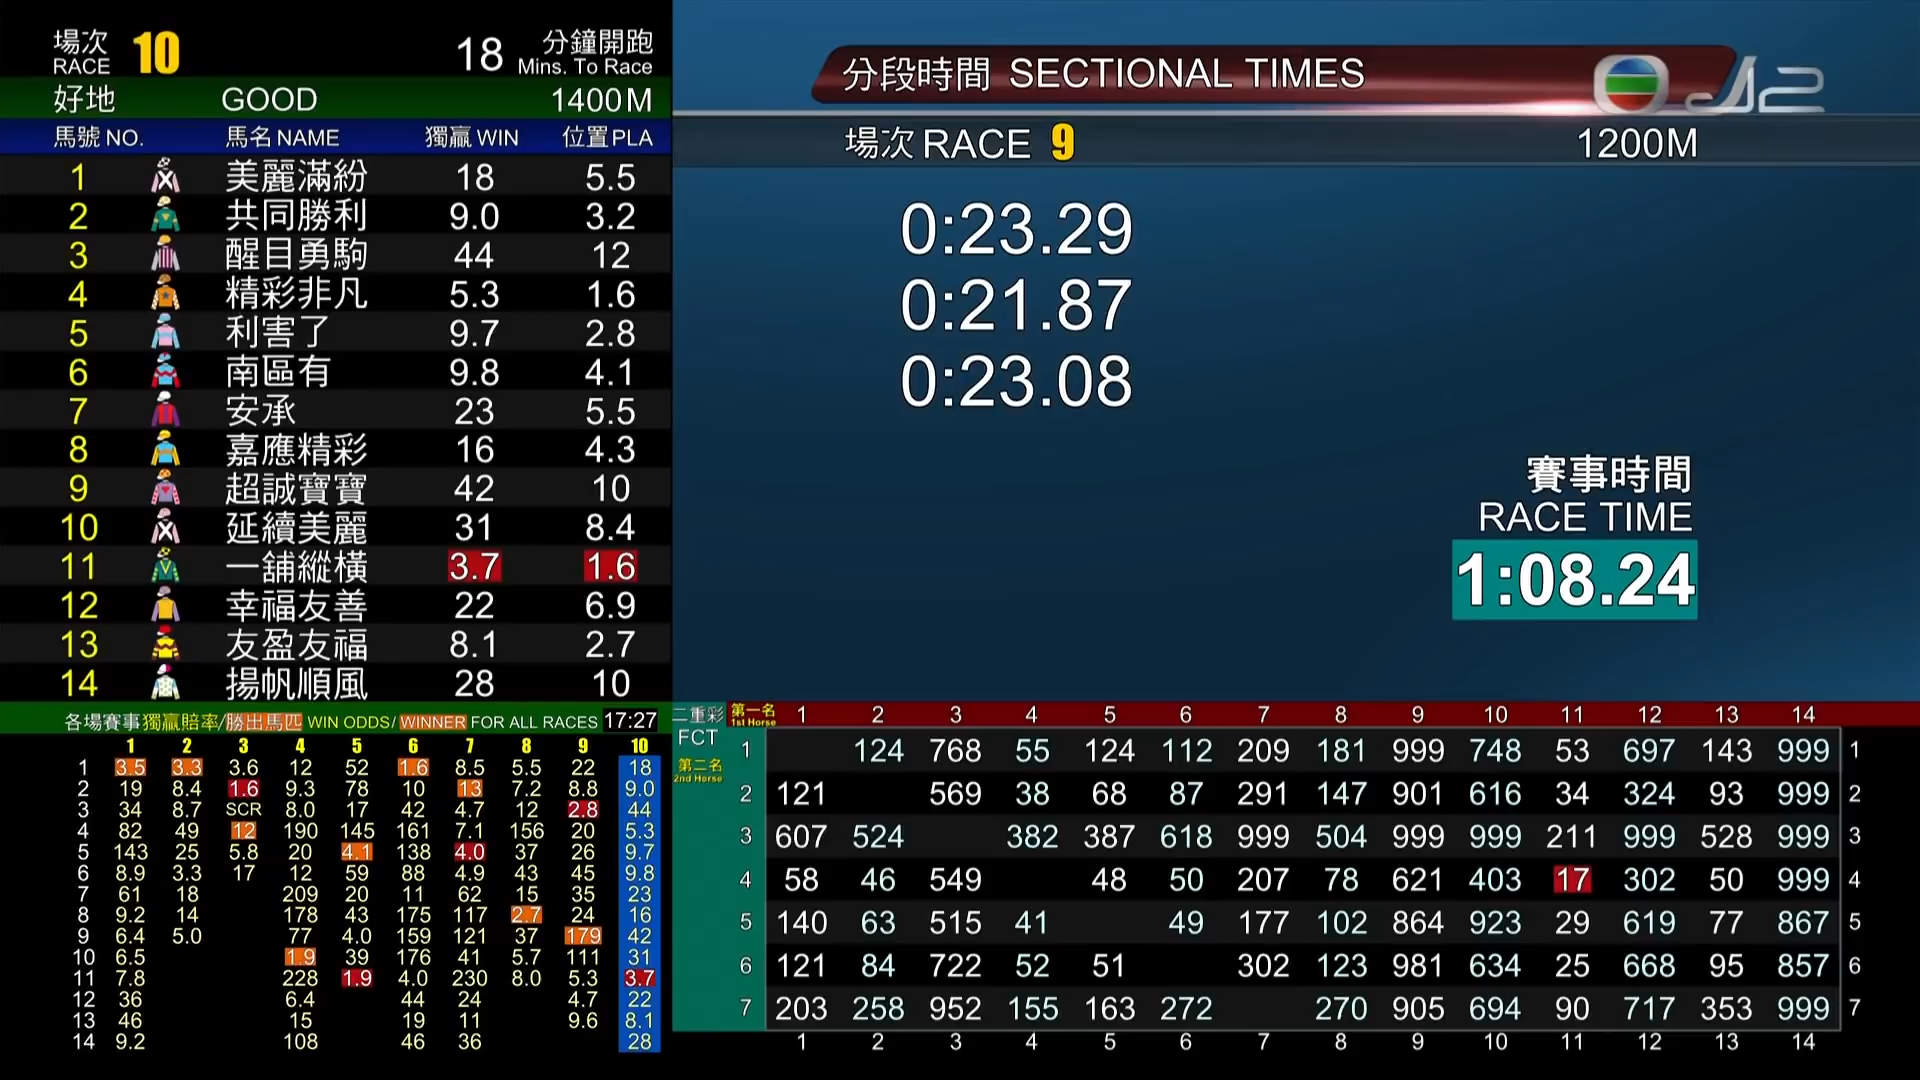 場次 10 18 分鐘開跑
RACE Mins. To Race
好地 GOOD 1400M
馬號 NO. 馬名 NAME 獨贏 WIN 位置 PLA
1 美麗滿紛 18 5.5
2 共同勝利 9.0 3.2
3 醒目勇駒 44 12
4 精彩非凡 5.3 1.6
5 利害了 9.7 2.8
6 南區有 9.8 4.1
7 安承 23 5.5
8 嘉應精彩 16 4.3
9 超誠寶寶 42 10
10 延續美麗 31 8.4
11 一舖縱橫 3.7 1.6
12 幸福友善 22 6.9
13 友盈友福 8.1 2.7
14 揚帆順風 28 10
分段時間 SECTIONAL TIMES
J2
場次 RACE 9 1200M
0:23.29
0:21.87
0:23.08
賽事時間
RACE TIME
1:08.24
各場賽事獨贏賠率/勝出馬匹 WIN ODDS/ WINNER FOR ALL RACES 17:27
1 2 3 4 5 6 7 8 9 10
1 3.5 3.3 3.6 12 52 1.6 8.5 5.5 22 18
2 19 8.4 1.6 9.3 78 10 13 7.2 8.8 9.0
3 34 8.7 SCR 8.0 17 42 4.7 12 2.8 44
4 82 49 12 190 145 161 7.1 156 20 5.3
5 143 25 5.8 20 4.1 138 4.0 37 26 9.7
6 8.9 3.3 17 12 59 88 4.9 43 45 9.8
7 61 18 209 20 11 62 15 35 23
8 9.2 14 178 43 175 117 2.7 24 16
9 6.4 5.0 77 4.0 159 121 37 179 42
10 6.5 1.9 39 176 41 5.7 111 31
11 7.8 228 1.9 4.0 230 8.0 5.3 3.7
12 36 6.4 44 24 4.7 22
13 46 15 19 11 9.6 8.1
14 9.2 108 46 36 28
二重彩 第一名 1 2 3 4 5 6 7 8 9 10 11 12 13 14
1st Horse
FCT
第二名
2nd Horse
1 124 768 55 124 112 209 181 999 748 53 697 143 999 1
2 121 569 38 68 87 291 147 901 616 34 324 93 999 2
3 607 524 382 387 618 999 504 999 999 211 999 528 999 3
4 58 46 549 48 50 207 78 621 403 17 302 50 999 4
5 140 63 515 41 49 177 102 864 923 29 619 77 867 5
6 121 84 722 52 51 302 123 981 634 25 668 95 857 6
7 203 258 952 155 163 272 270 905 694 90 717 353 999 7
1 2 3 4 5 6 7 8 9 10 11 12 13 14